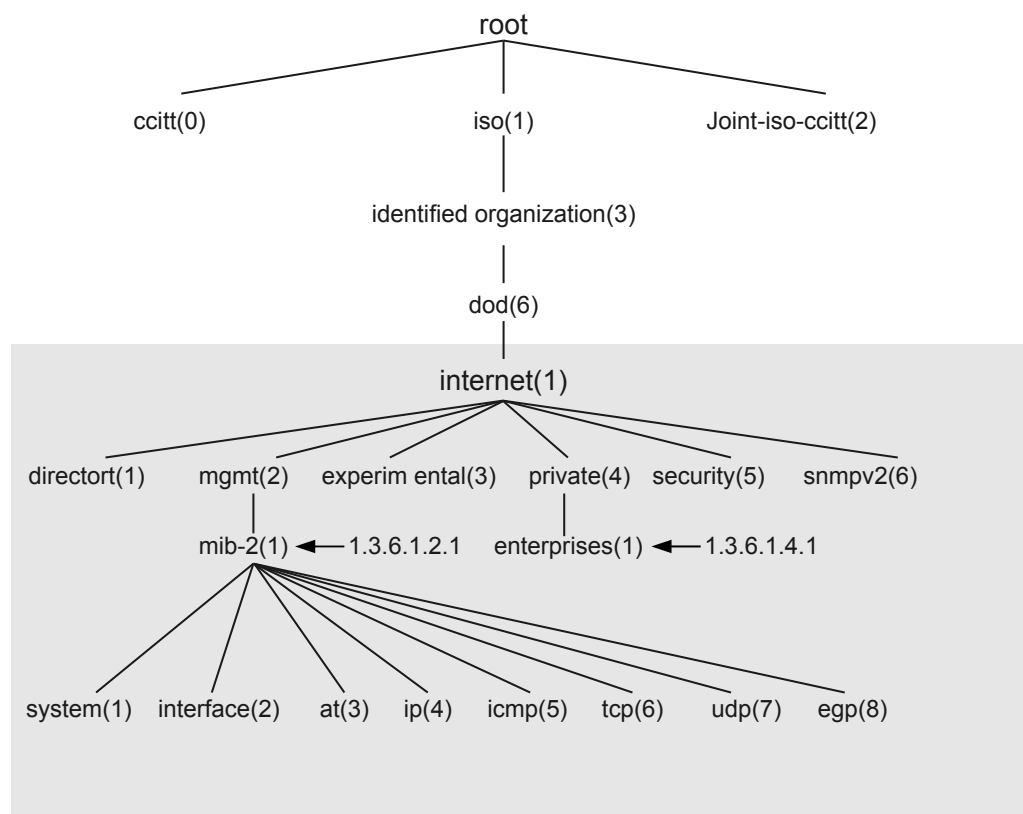 root
ccitt(0) iso(1) Joint-iso-ccitt(2)
identified organization(3)
dod(6)
internet(1)
directort(1) mgmt(2) experim ental(3) private(4) security(5) snmpv2(6)
mib-2(1) 1.3.6.1.2.1 enterprises(1) 1.3.6.1.4.1
system(1) interface(2) at(3) ip(4) icmp(5) tcp(6) udp(7) egp(8)